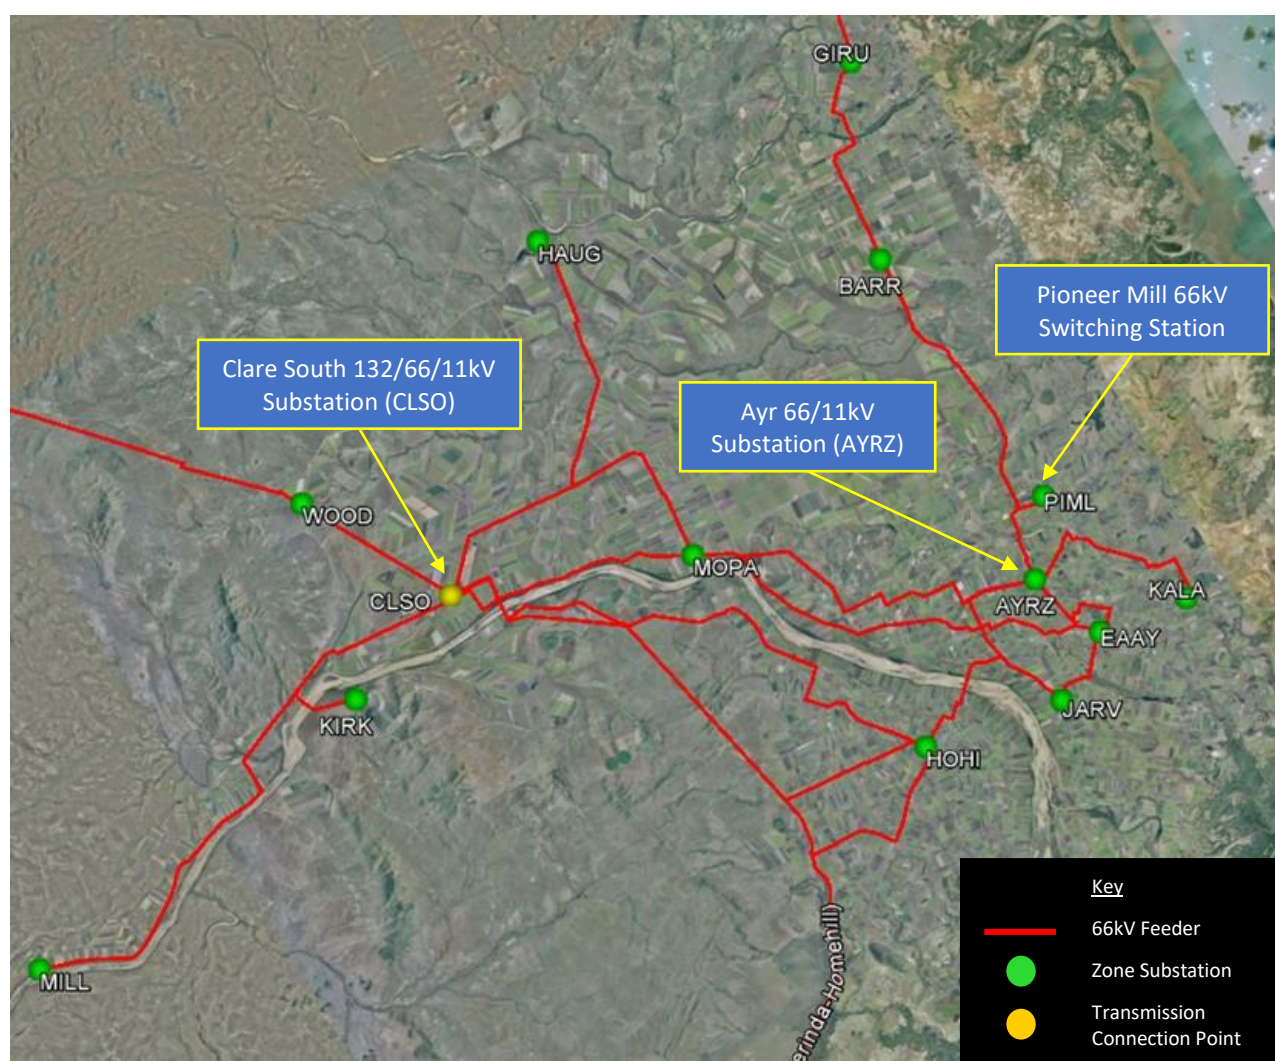 GIRU
HAUG
BARR
Pioneer Mill 66kV
Switching Station
Clare South 132/66/11kV
Substation (CLSO)
Ayr 66/11kV
Substation (AYRZ)
WOOD
PIML
MOPA
CLSO
AYRZ
KALA
EAAY
KIRK
JARV
HOHI
MILL
erinda-Homehill)
Key
66kV Feeder
Zone Substation
Transmission
Connection Point